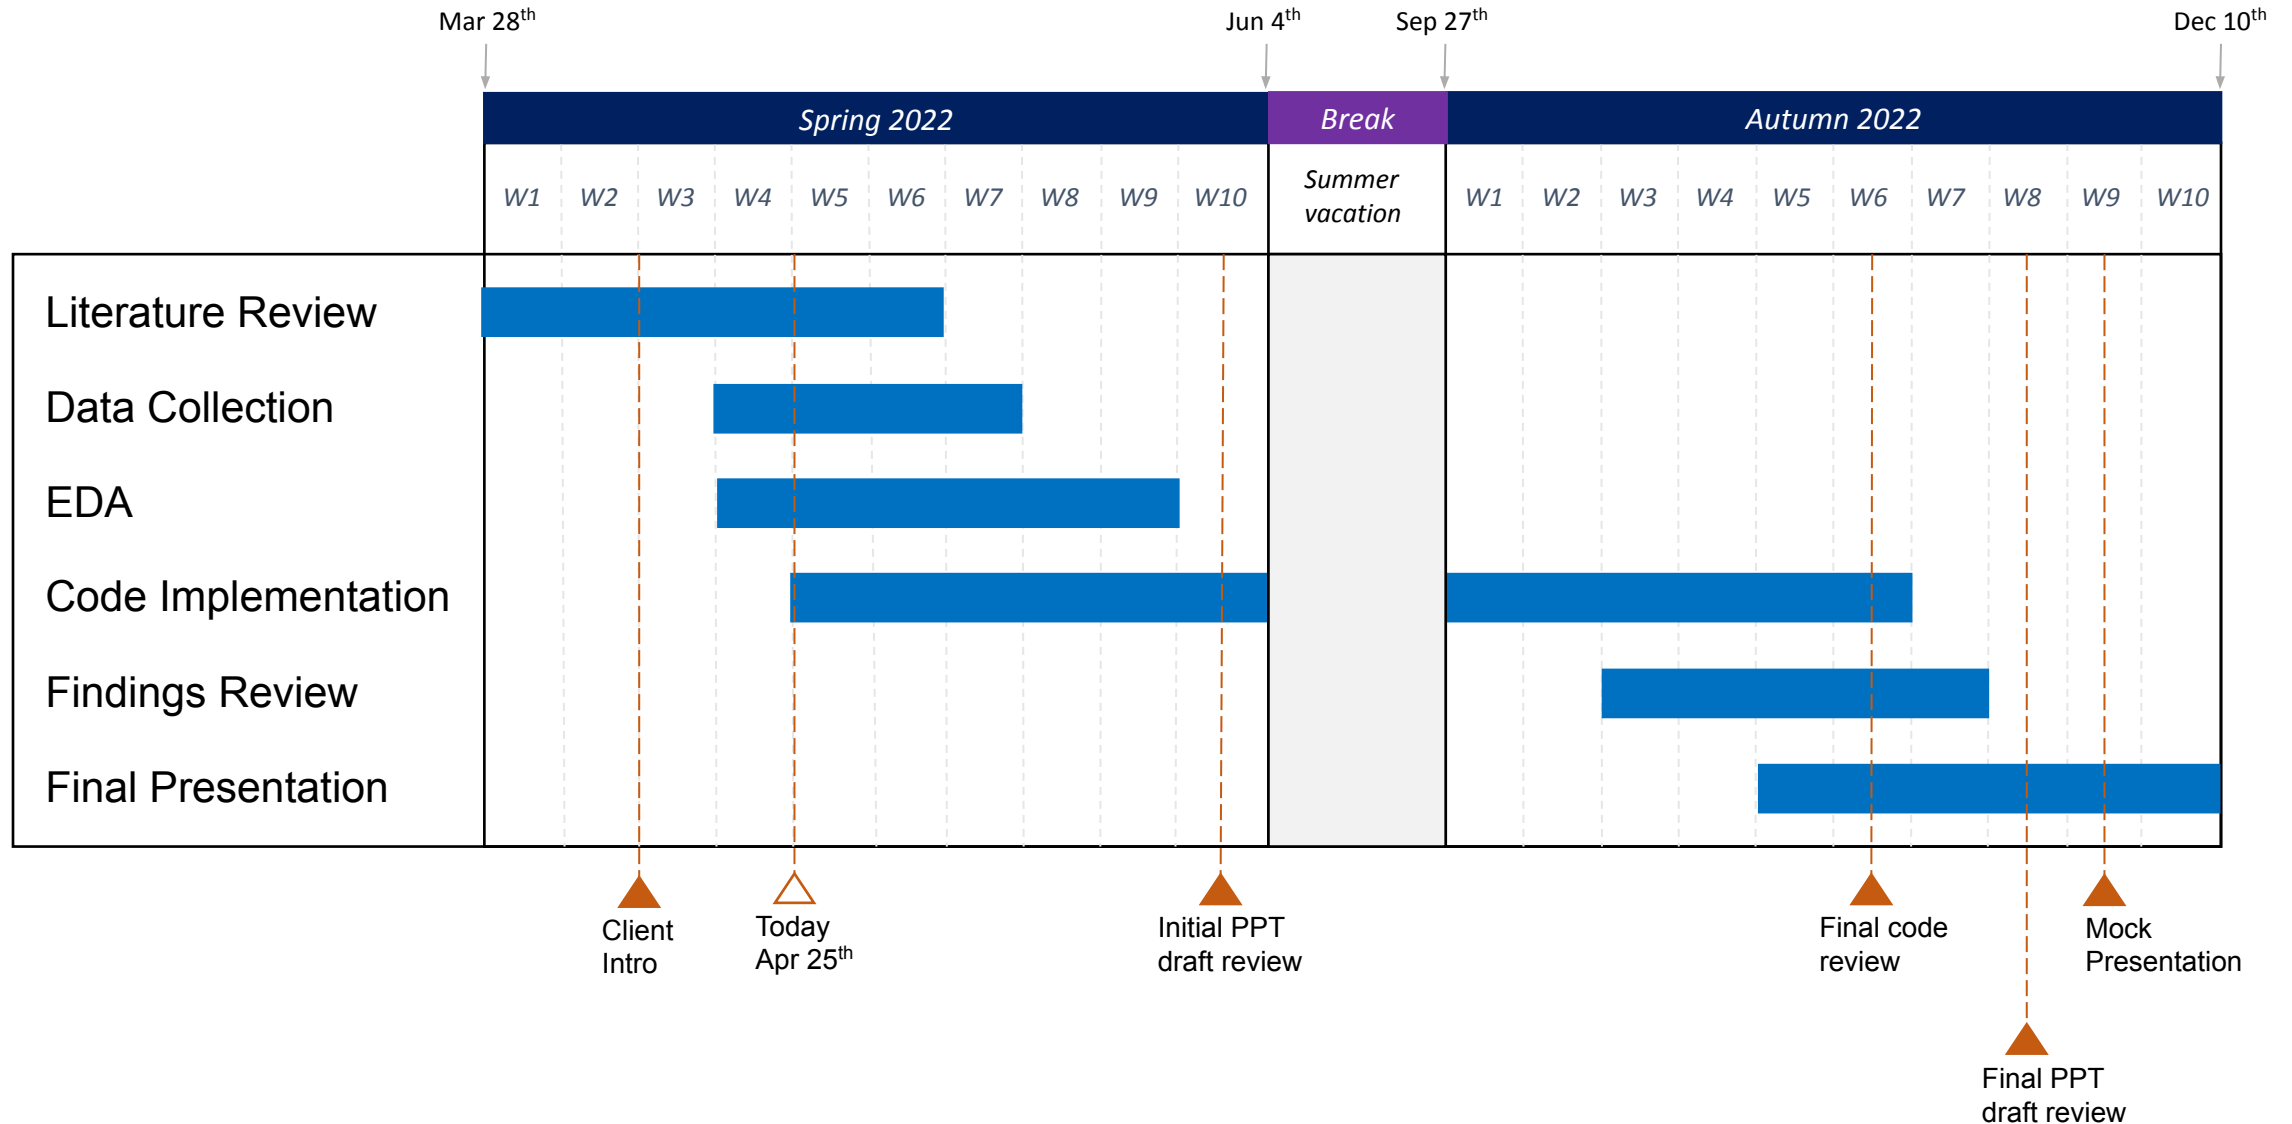 Mar 28th
Jun 4th
Sep 27th
Dec 10th
Spring 2022
Break
Autumn 2022
W1 W2 W3 W4 W5 W6 W7 W8 W9 W10
Summer
vacation
W1 W2 W3 W4 W5 W6 W7 W8 W9 W10
Literature Review
Data Collection
EDA
Code Implementation
Findings Review
Final Presentation
Client
Intro
Today
Apr 25th
Initial PPT
draft review
Final code
review
Mock
Presentation
Final PPT
draft review